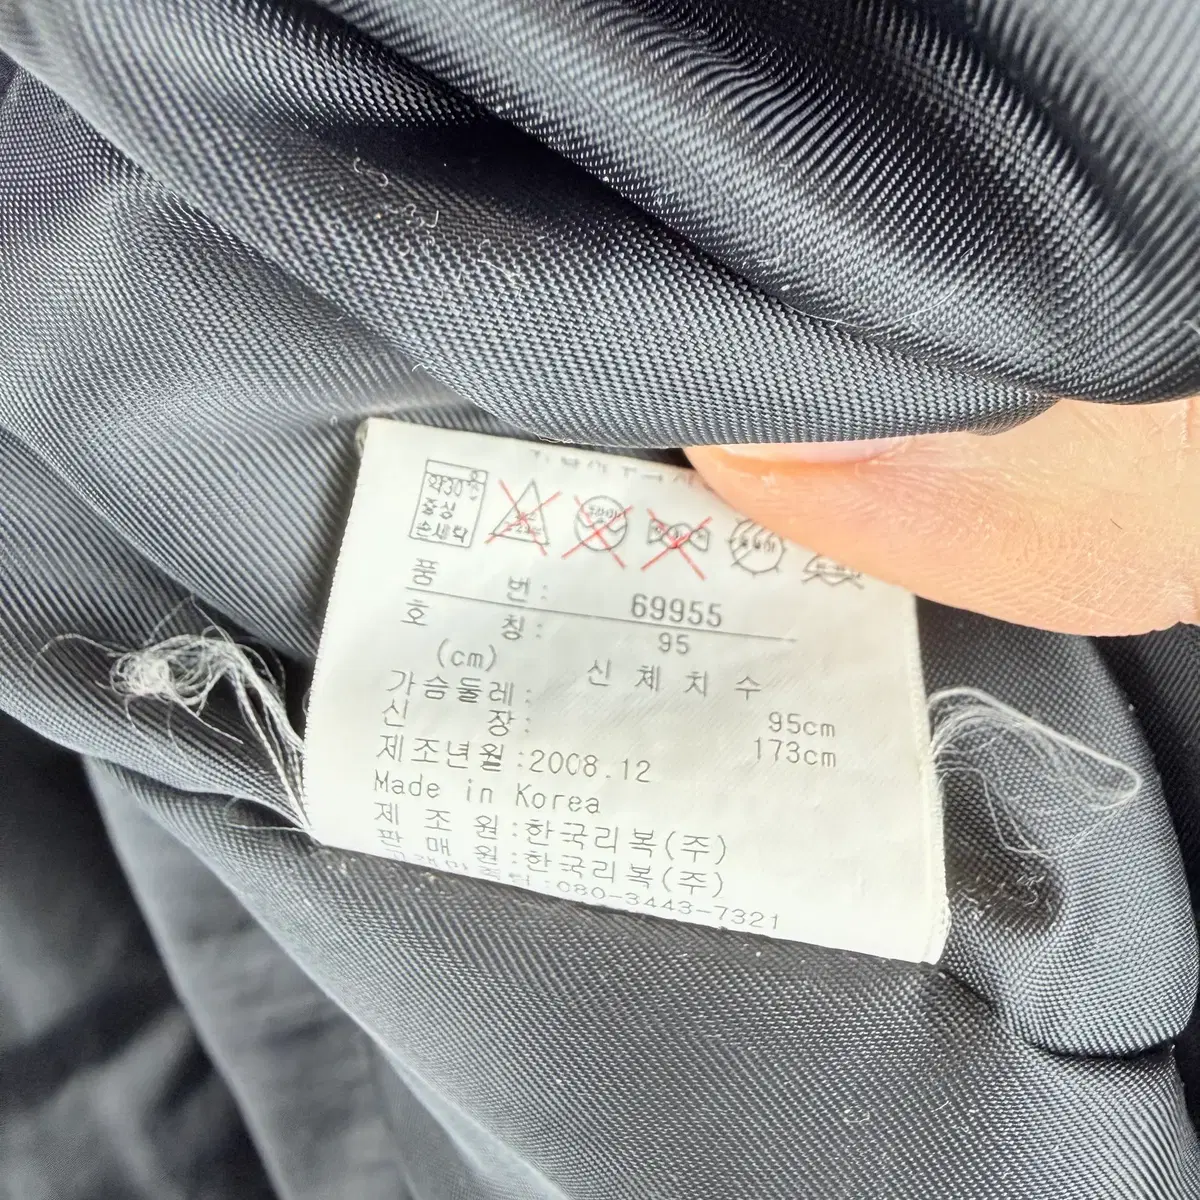 약30℃
중성
손세탁
품 번: 69955
호 칭: 95
(cm) 신 체 치 수
가슴둘레: 95cm
신 장: 173cm
제조년월:2008.12
Made in Korea
제 조 원:한국리복(주)
판 매 원:한국리복(주)
080-3443-7321